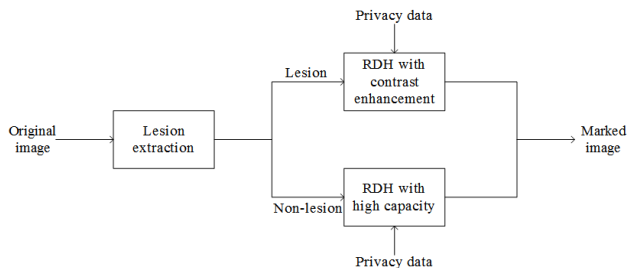 Privacy data
RDH with
contrast
enhancement
Lesion
Original
image
Lesion
extraction
Marked
image
Non-lesion
RDH with
high capacity
Privacy data